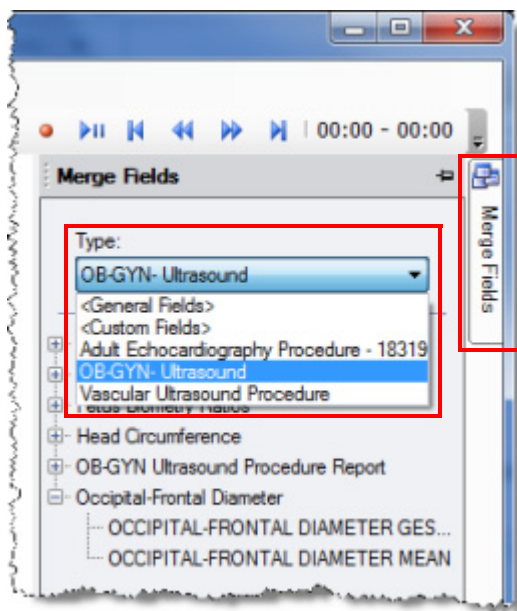 00:00 - 00:00
Merge Fields
Merge Fields
Type:
OB-GYN- Ultrasound
<General Fields>
<Custom Fields>
Adult Echocardiography Procedure - 18319
OB-GYN- Ultrasound
Vascular Ultrasound Procedure
Fetus Biometry Ratios
Head Circumference
OB-GYN Ultrasound Procedure Report
Occipital-Frontal Diameter
OCCIPITAL-FRONTAL DIAMETER GES...
OCCIPITAL-FRONTAL DIAMETER MEAN